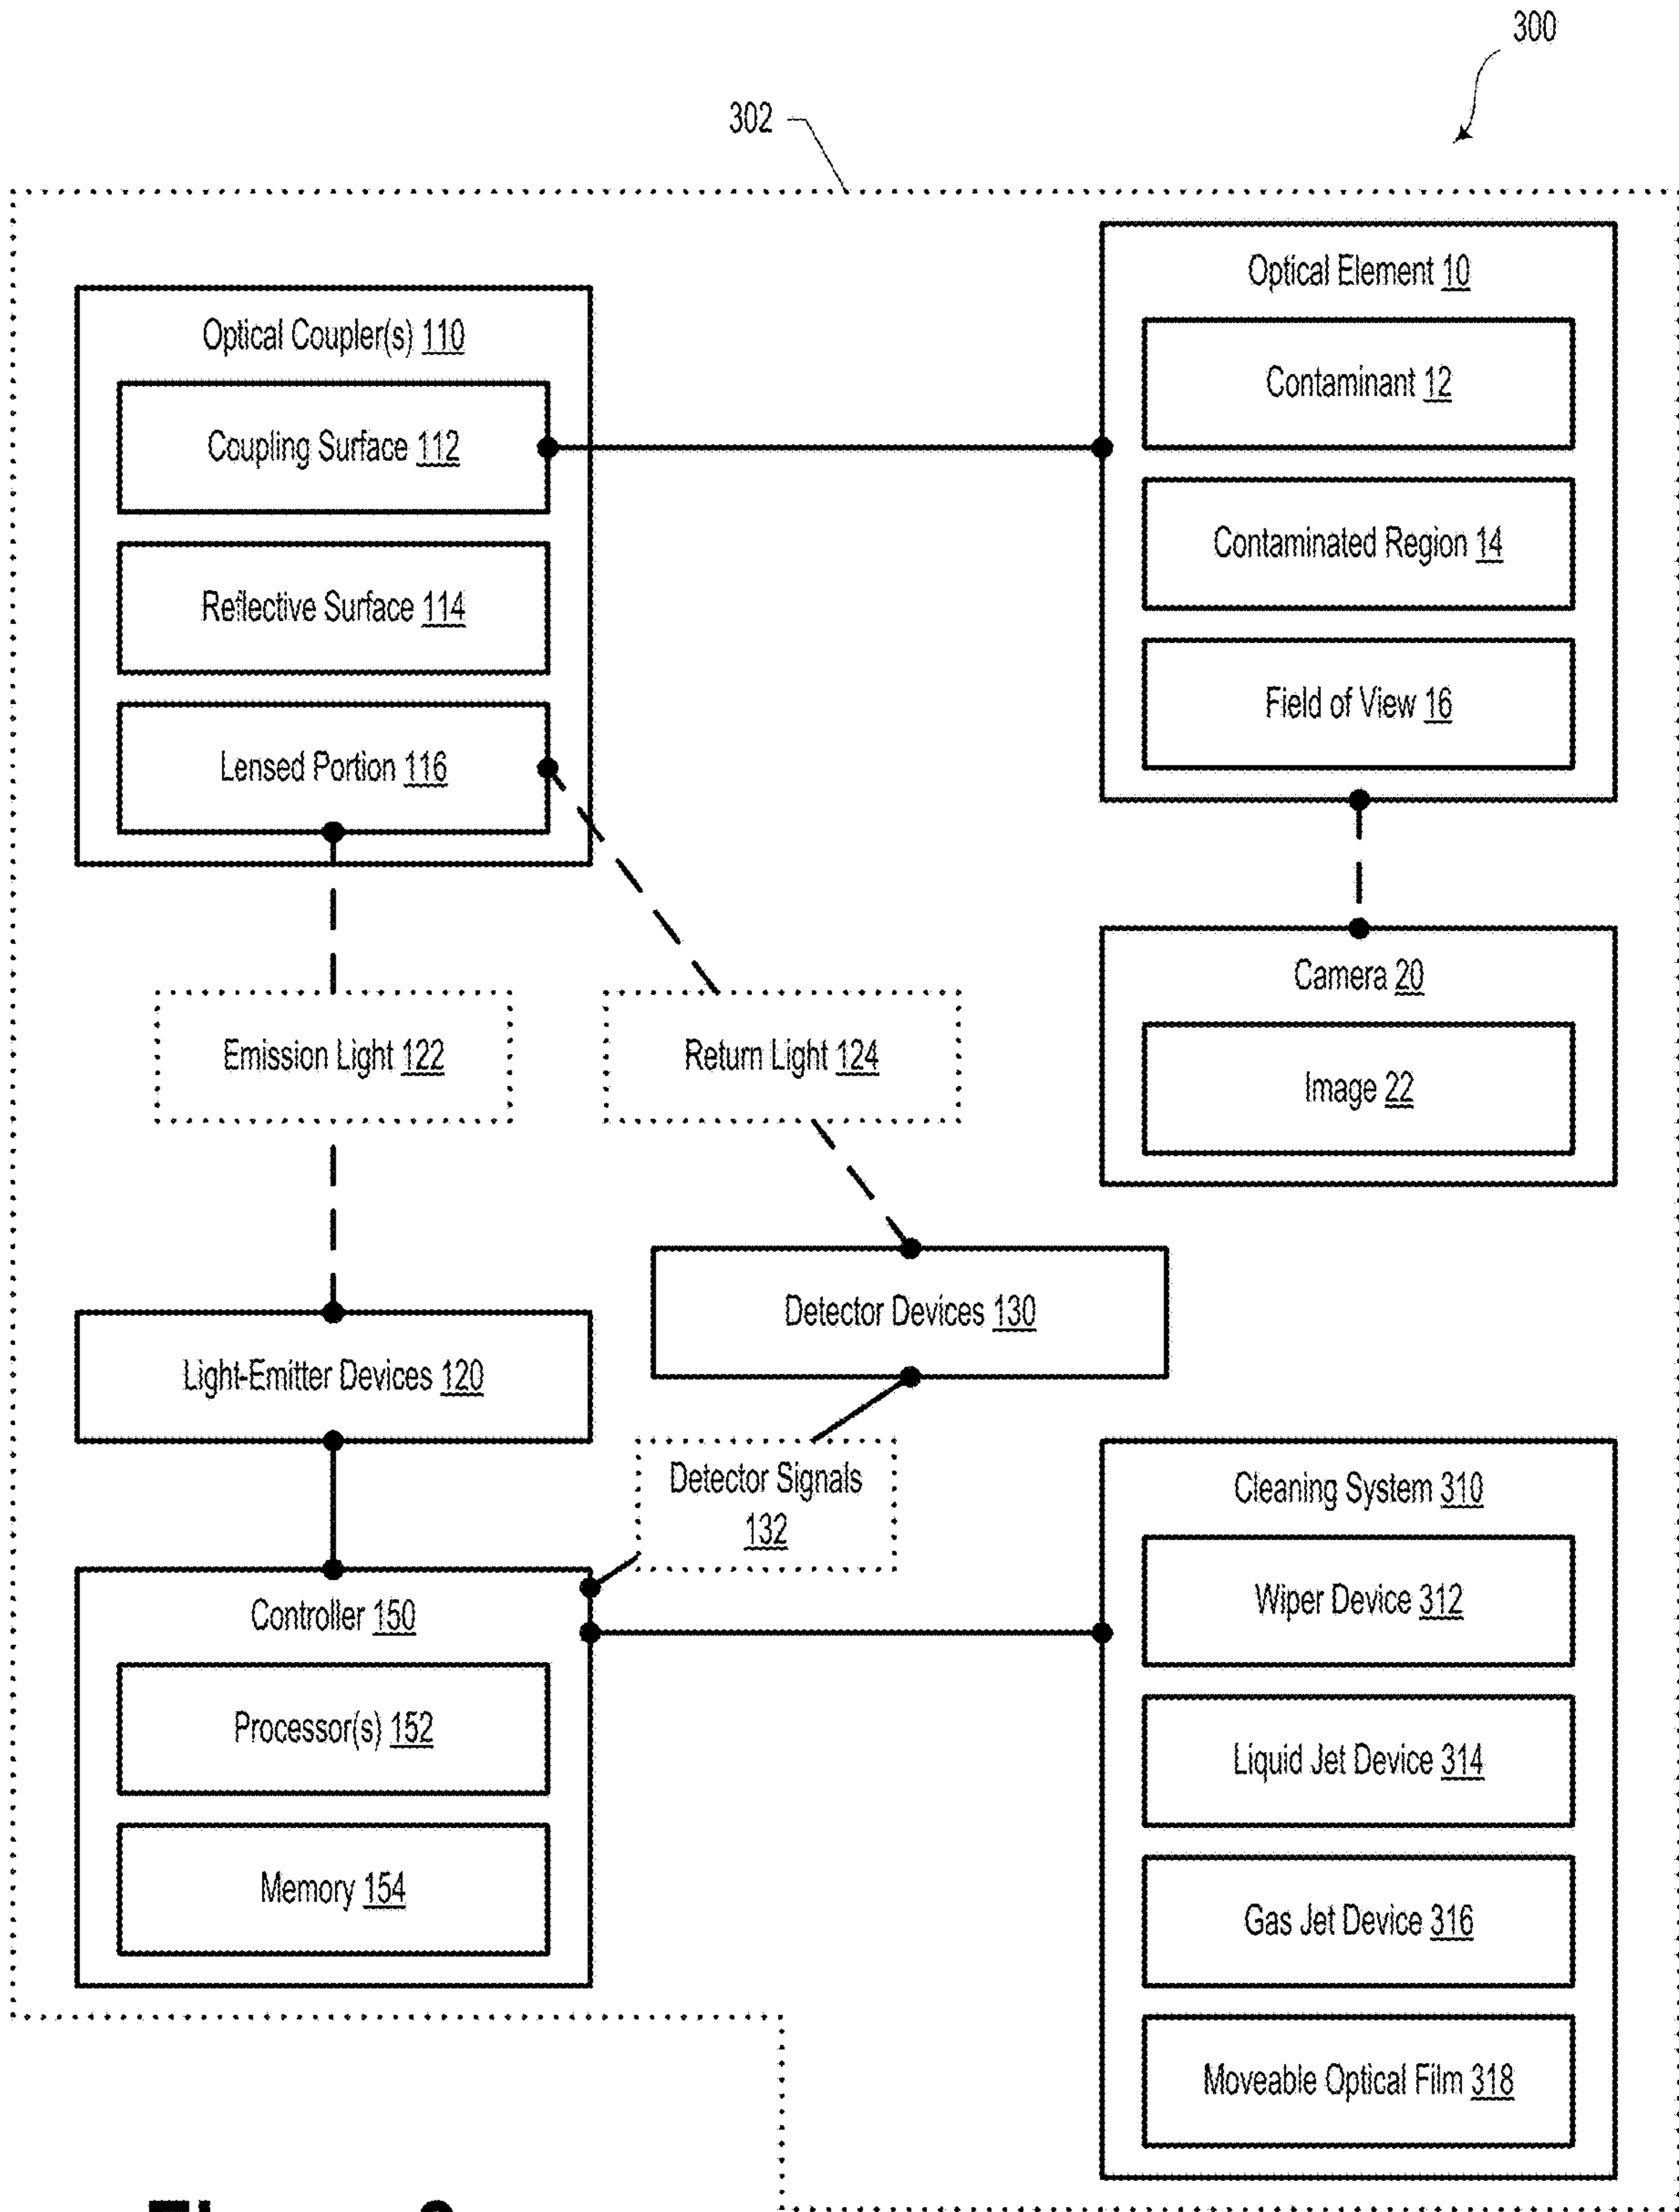 300
302
Optical Coupler(s) 110
Coupling Surface 112
Reflective Surface 114
Lensed Portion 116
Optical Element 10
Contaminant 12
Contaminated Region 14
Field of View 16
Emission Light 122
Return Light 124
Camera 20
Image 22
Light-Emitter Devices 120
Detector Devices 130
Detector Signals
132
Controller 150
Processor(s) 152
Memory 154
Cleaning System 310
Wiper Device 312
Liquid Jet Device 314
Gas Jet Device 316
Moveable Optical Film 318